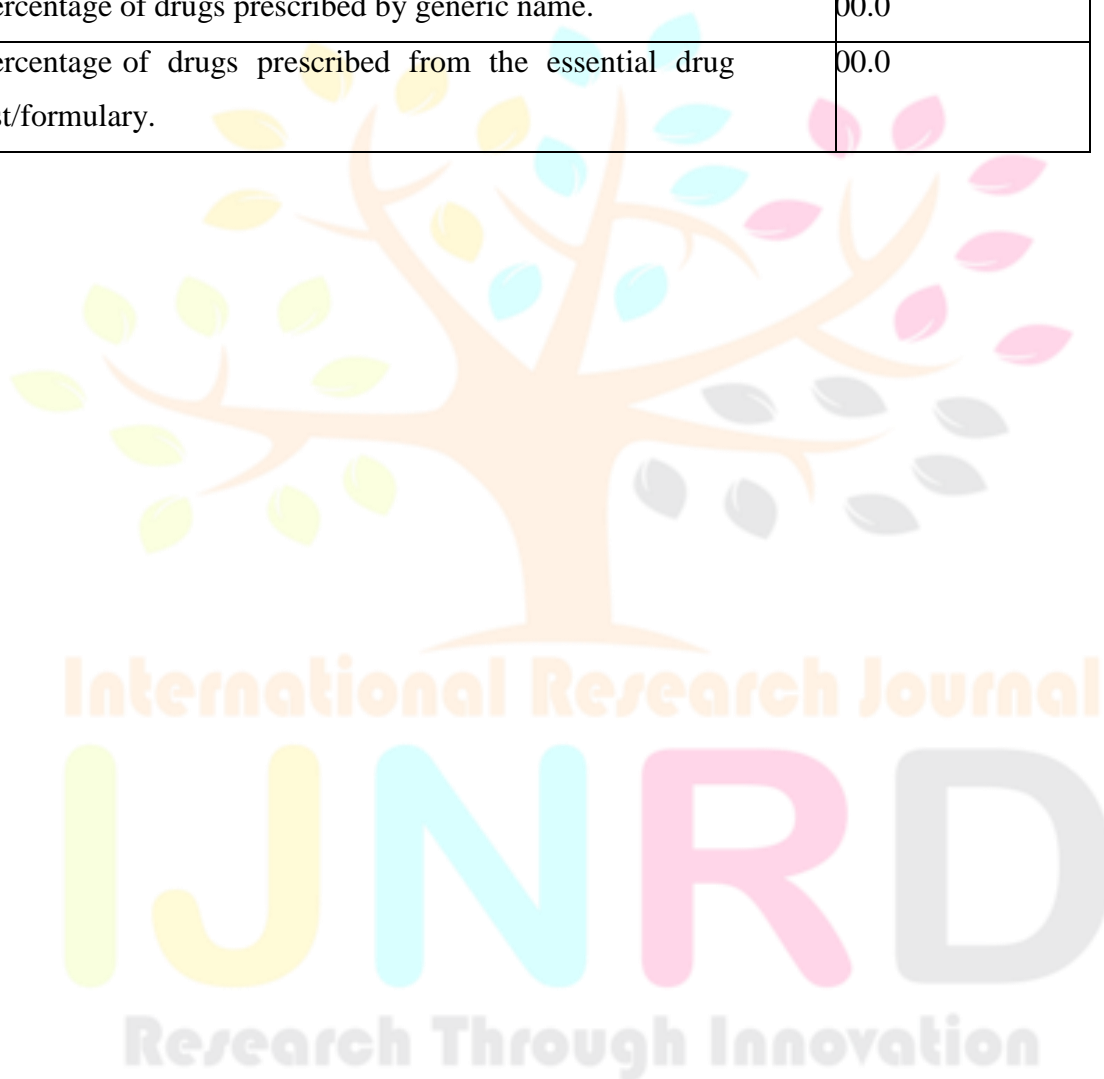 ercentage of drugs prescribed by generic name.
00.0
ercentage of drugs prescribed from the essential drug
st/formulary.
00.0
International Research Journal
IJNRD
Research Through Innovation